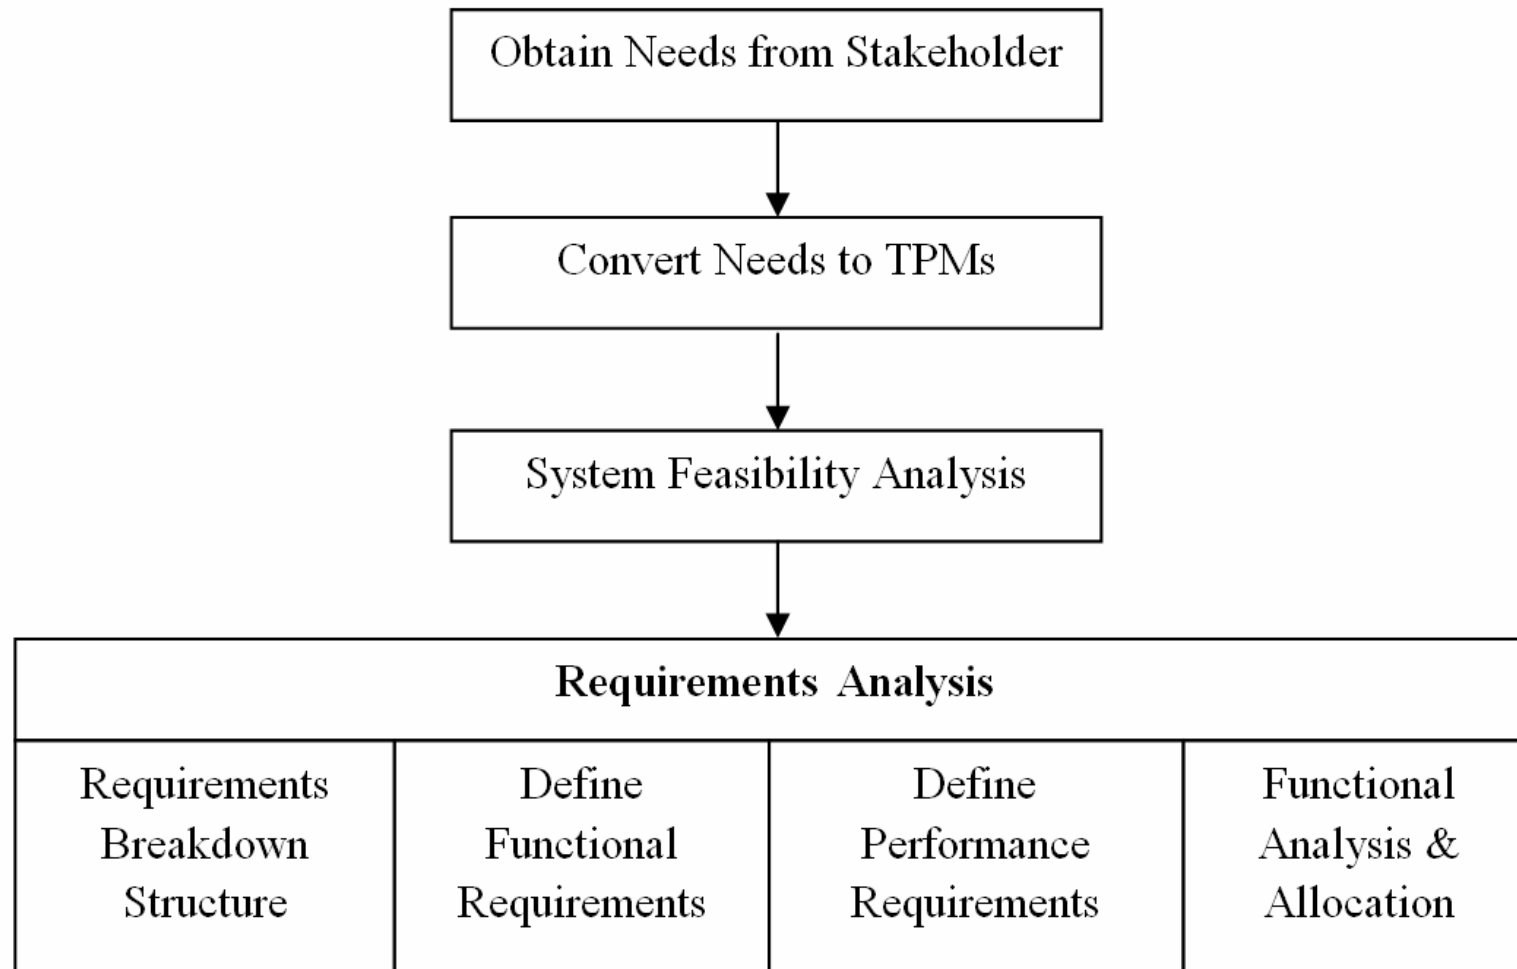 Obtain Needs from Stakeholder
Convert Needs to TPMs
System Feasibility Analysis
Requirements Analysis
Requirements
Breakdown
Structure
Define
Functional
Requirements
Define
Performance
Requirements
Functional
Analysis &
Allocation